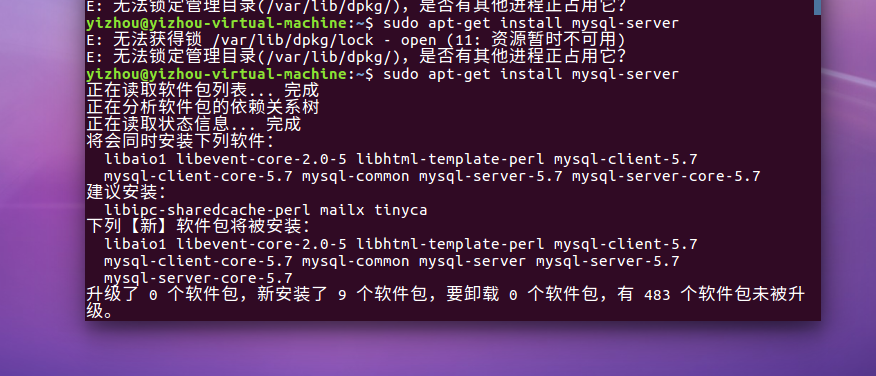 E: 无法锁定管理目录(/var/lib/dpkg/)，是否有其他进程正占用它？
yizhou@yizhou-virtual-machine:~$ sudo apt-get install mysql-server
E: 无法获得锁 /var/lib/dpkg/lock - open (11: 资源暂时不可用)
E: 无法锁定管理目录(/var/lib/dpkg/)，是否有其他进程正占用它？
yizhou@yizhou-virtual-machine:~$ sudo apt-get install mysql-server
正在读取软件包列表... 完成
正在分析软件包的依赖关系树
正在读取状态信息... 完成
将会同时安装下列软件：
libaio1 libevent-core-2.0-5 libhtml-template-perl mysql-client-5.7
mysql-client-core-5.7 mysql-common mysql-server-5.7 mysql-server-core-5.7
建议安装：
libipc-sharedcache-perl mailx tinyca
下列【新】软件包将被安装：
libaio1 libevent-core-2.0-5 libhtml-template-perl mysql-client-5.7
mysql-client-core-5.7 mysql-common mysql-server mysql-server-5.7
mysql-server-core-5.7
升级了 0 个软件包，新安装了 9 个软件包，要卸载 0 个软件包，有 483 个软件包未被升
级。